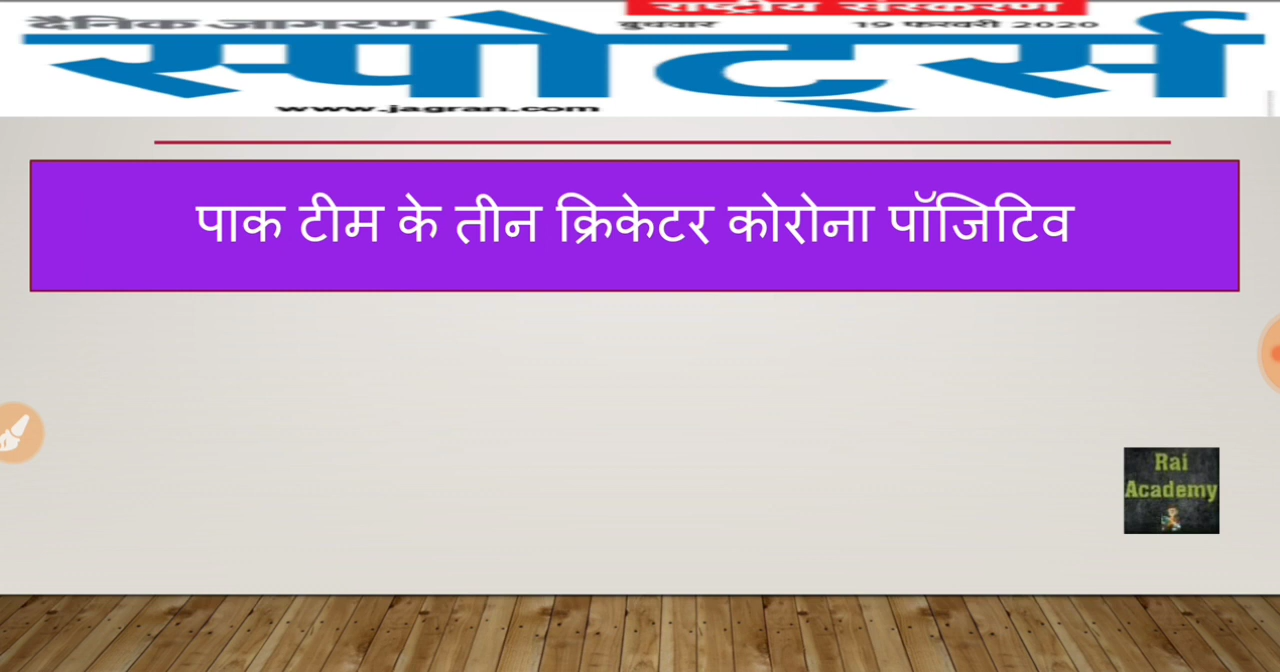 राष्ट्रीय संस्करण
दैनिक जागरण
बुधवार
19 फरवरी 2020
स्पोर्ट्स
www.jagran.com
पाक टीम के तीन क्रिकेटर कोरोना पॉजिटिव
Rai
Academy